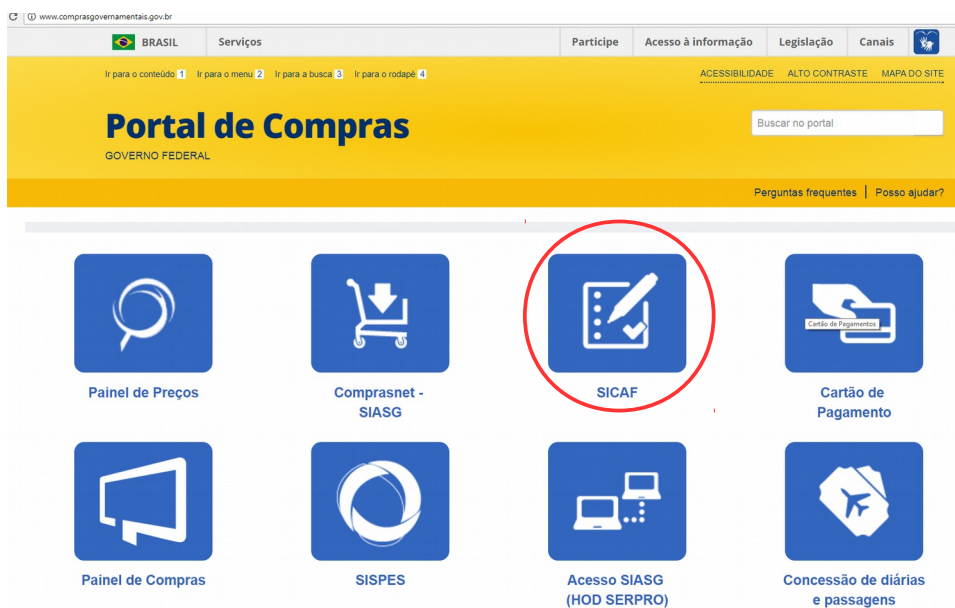 www.comprasgovernamentais.gov.br
BRASIL Serviços Participe Acesso à informação Legislação Canais
Ir para o conteúdo 1 Ir para o menu 2 Ir para a busca 3 Ir para o rodapé 4 ACESSIBILIDADE ALTO CONTRASTE MAPA DO SITE
Portal de Compras
Buscar no portal
GOVERNO FEDERAL
Perguntas frequentes | Posso ajudar?
Cartão de Pagamentos
Painel de Preços
Comprasnet -
SIASG
SICAF
Cartão de
Pagamento
Painel de Compras
SISPES
Acesso SIASG
(HOD SERPRO)
Concessão de diárias
e passagens